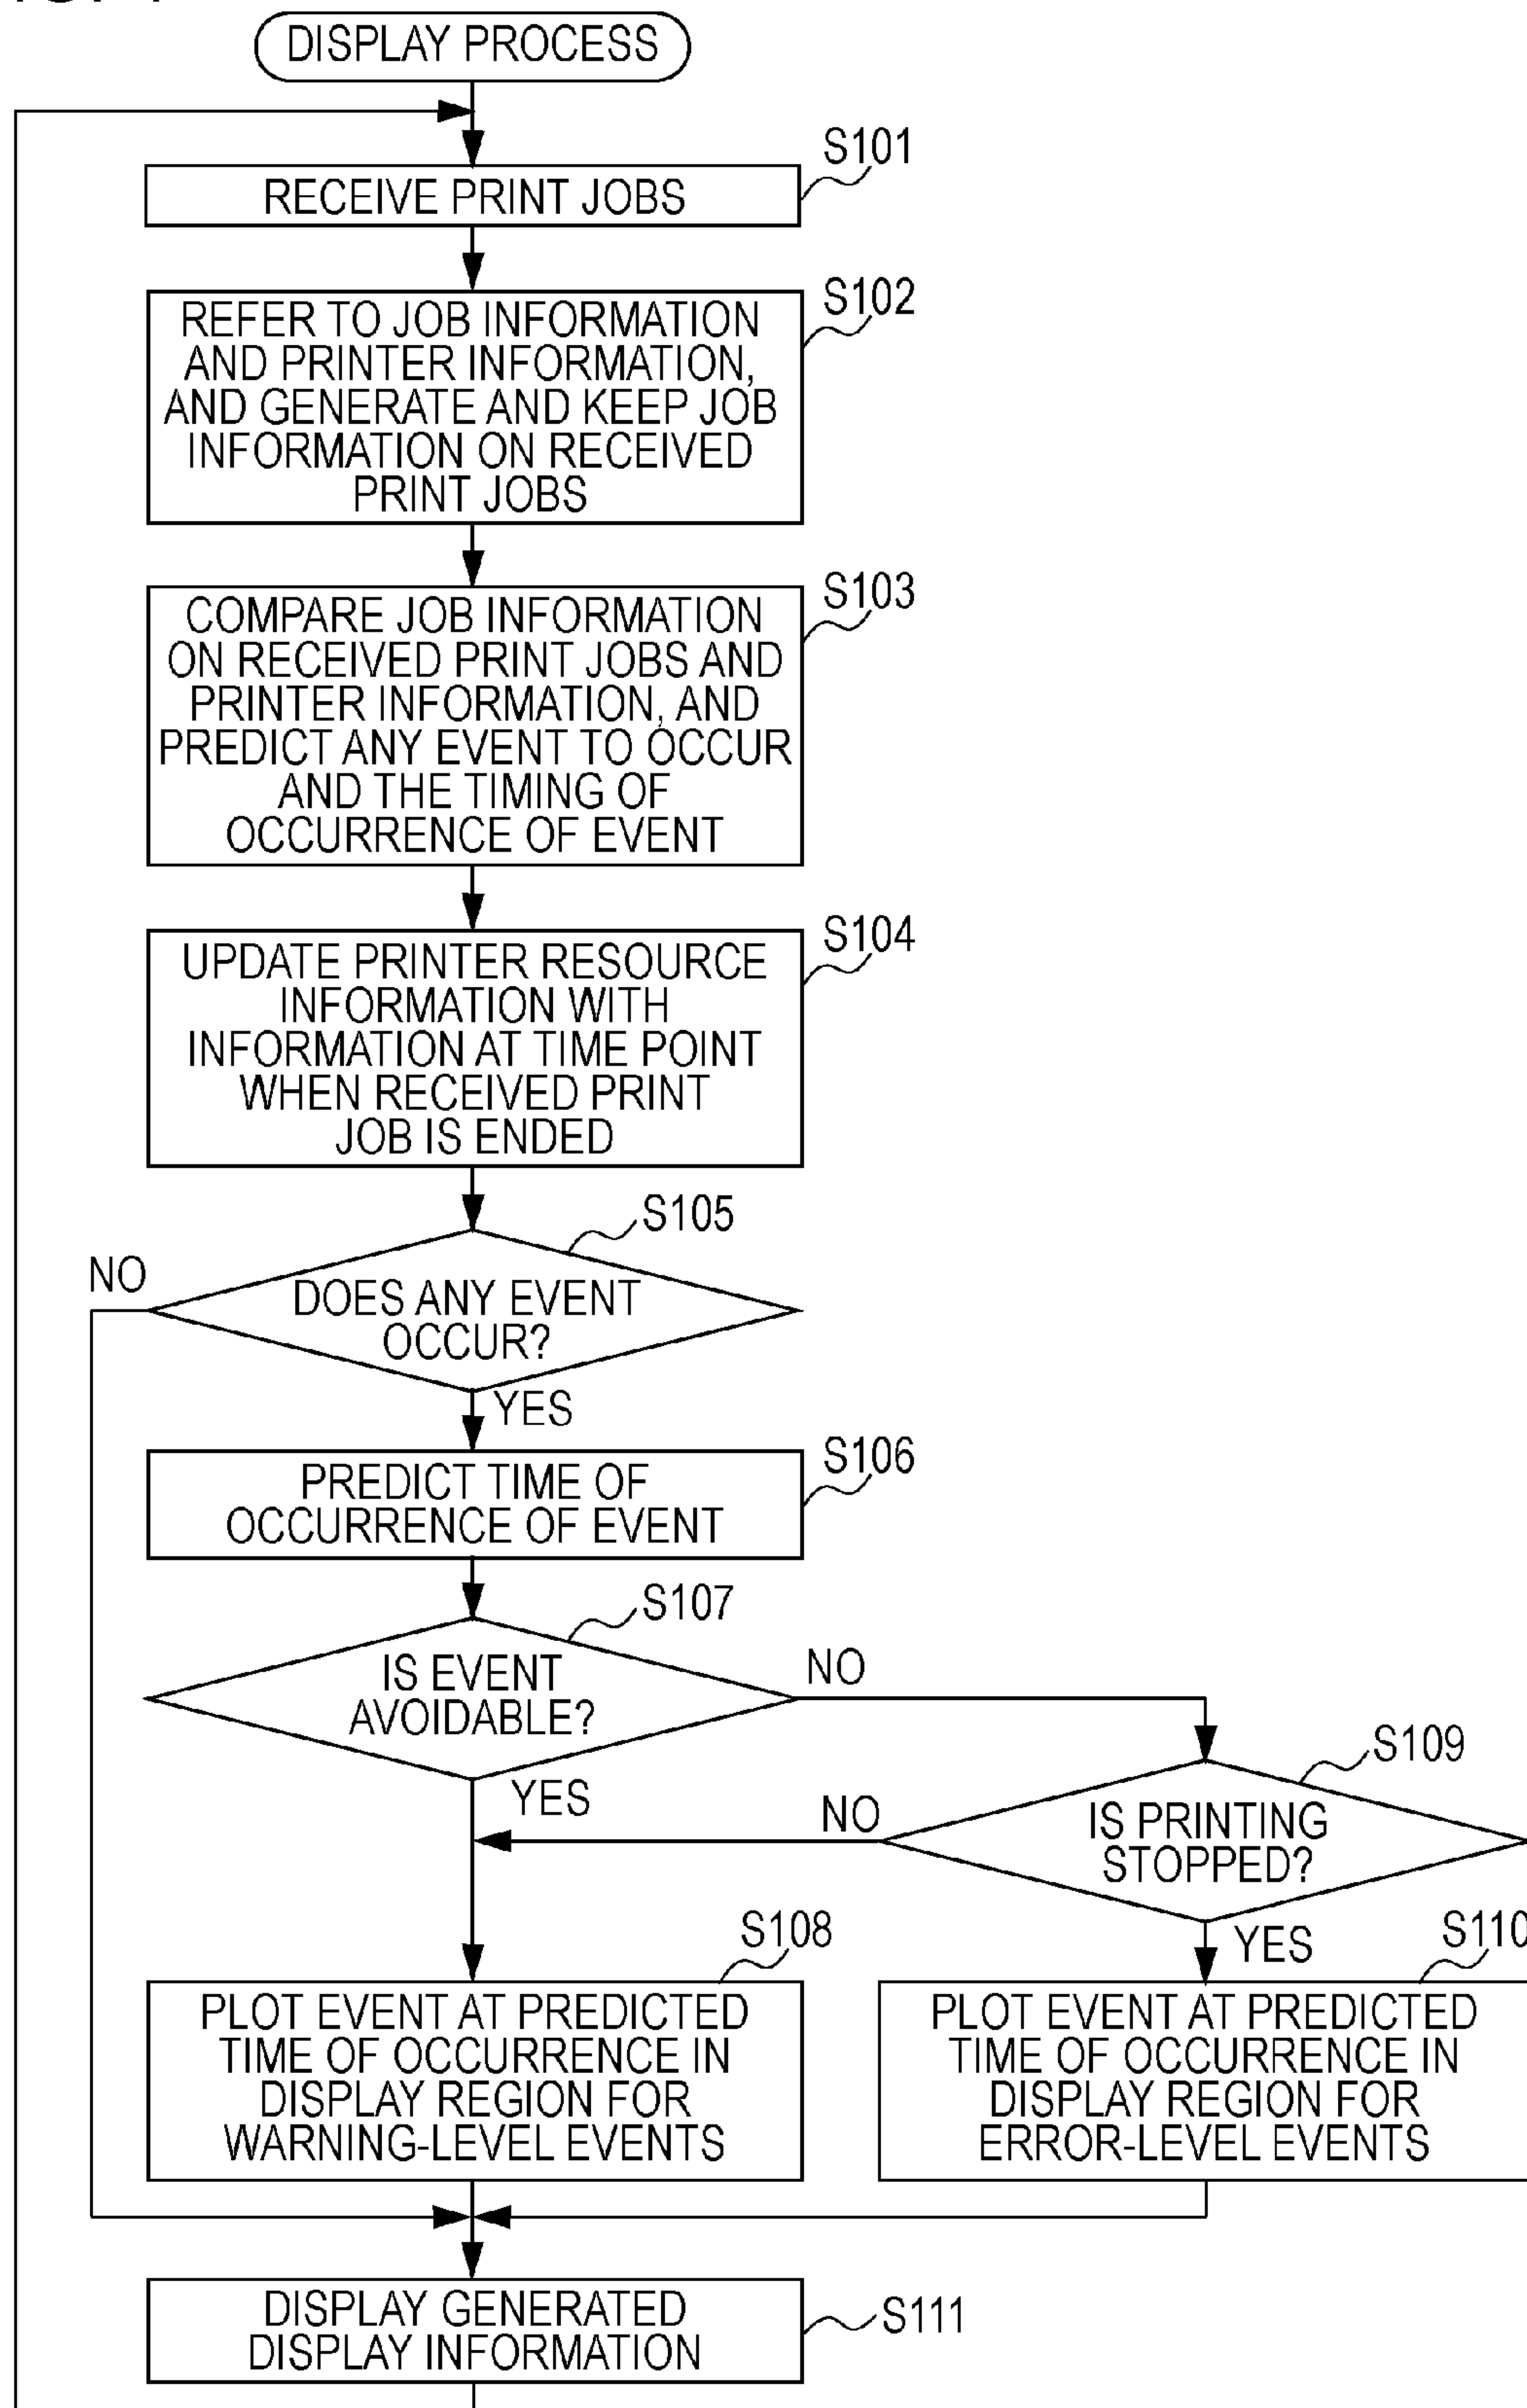 DISPLAY PROCESS
S101
RECEIVE PRINT JOBS
S102
REFER TO JOB INFORMATION
AND PRINTER INFORMATION,
AND GENERATE AND KEEP JOB
INFORMATION ON RECEIVED
PRINT JOBS
S103
COMPARE JOB INFORMATION
ON RECEIVED PRINT JOBS AND
PRINTER INFORMATION, AND
PREDICT ANY EVENT TO OCCUR
AND THE TIMING OF
OCCURRENCE OF EVENT
S104
UPDATE PRINTER RESOURCE
INFORMATION WITH
INFORMATION AT TIME POINT
WHEN RECEIVED PRINT
JOB IS ENDED
S105
NO
DOES ANY EVENT
OCCUR?
YES
S106
PREDICT TIME OF
OCCURRENCE OF EVENT
S107
IS EVENT
AVOIDABLE?
NO
YES
S109
NO
IS PRINTING
STOPPED?
YES
S108
PLOT EVENT AT PREDICTED
TIME OF OCCURRENCE IN
DISPLAY REGION FOR
WARNING-LEVEL EVENTS
S110
PLOT EVENT AT PREDICTED
TIME OF OCCURRENCE IN
DISPLAY REGION FOR
ERROR-LEVEL EVENTS
DISPLAY GENERATED
DISPLAY INFORMATION
S111